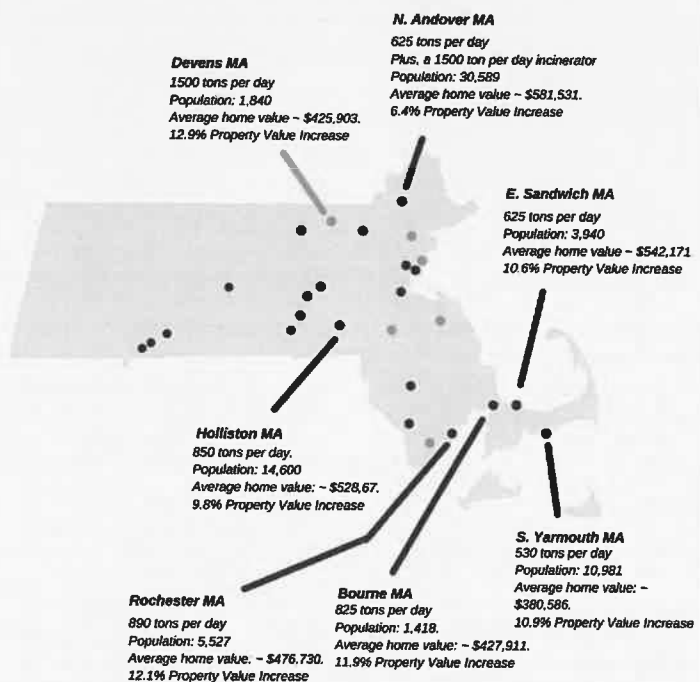 N. Andover MA
625 tons per day
Plus, a 1500 ton per day incinerator
Population: 30,589
Average home value ~ $581,531.
6.4% Property Value Increase
Devens MA
1500 tons per day
Population: 1,840
Average home value ~ $425,903.
12.9% Property Value Increase
E. Sandwich MA
625 tons per day
Population: 3,940
Average home value ~ $542,171
10.6% Property Value Increase
Holliston MA
850 tons per day.
Population: 14,600
Average home value: ~ $528,67.
9.8% Property Value Increase
S. Yarmouth MA
530 tons per day
Population: 10,981
Average home value: ~
$380,586.
10.9% Property Value Increase
Rochester MA
890 tons per day
Population: 5,527
Average home value. ~ $476.730.
12.1% Property Value Increase
Bourne MA
825 tons per day
Population: 1,418.
Average home value: ~ $427,911.
11.9% Property Value Increase